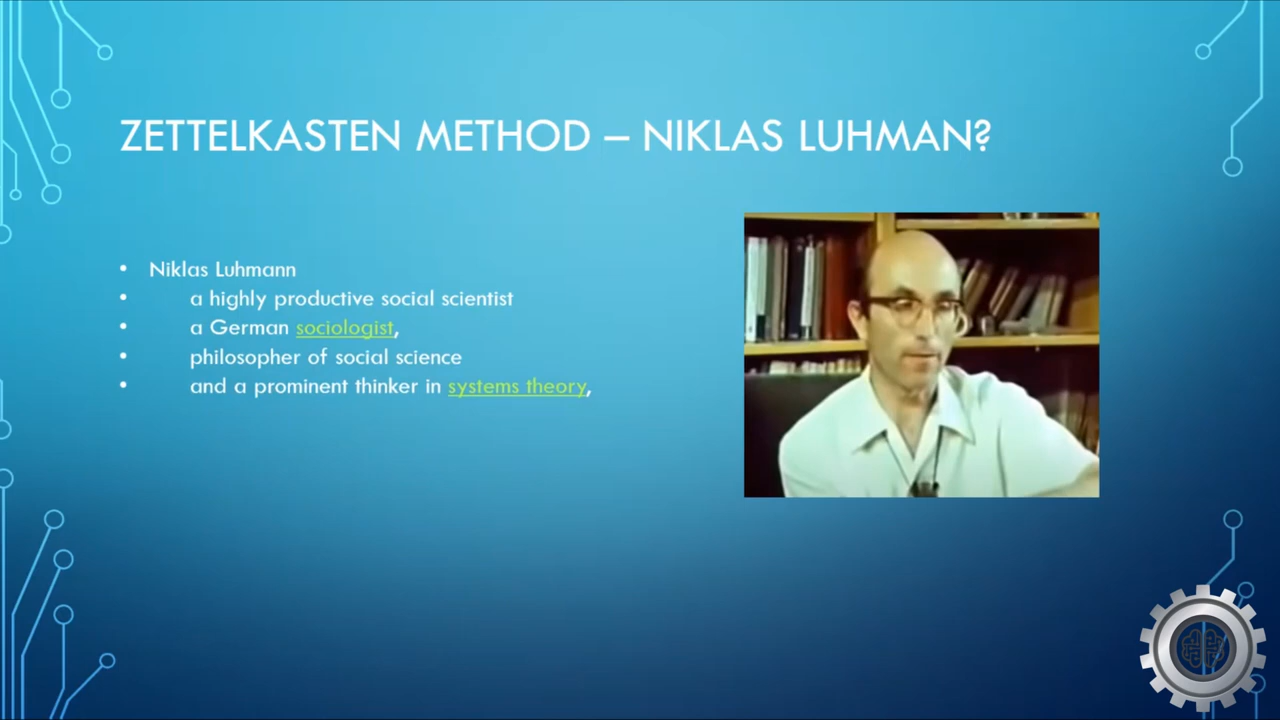 ZETTELKASTEN METHOD – NIKLAS LUHMAN?
• Niklas Luhmann
• a highly productive social scientist
• a German sociologist,
• philosopher of social science
• and a prominent thinker in systems theory,